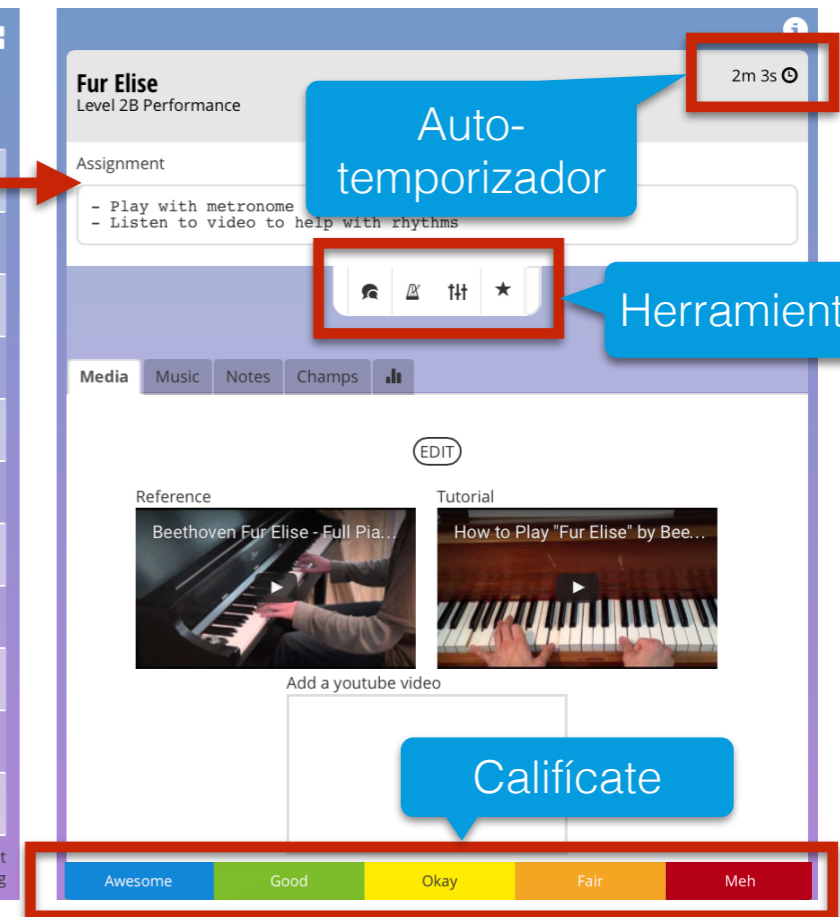 Fur Elise
Level 2B Performance
2m 3s
Auto-
temporizador
Assignment
- Play with metronome
- Listen to video to help with rhythms
Herramient
Media Music Notes Champs
EDIT
Reference Tutorial
Beethoven Fur Elise - Full Pia... How to Play "Fur Elise" by Bee...
Add a youtube video
Califícate
Awesome Good Okay Fair Meh